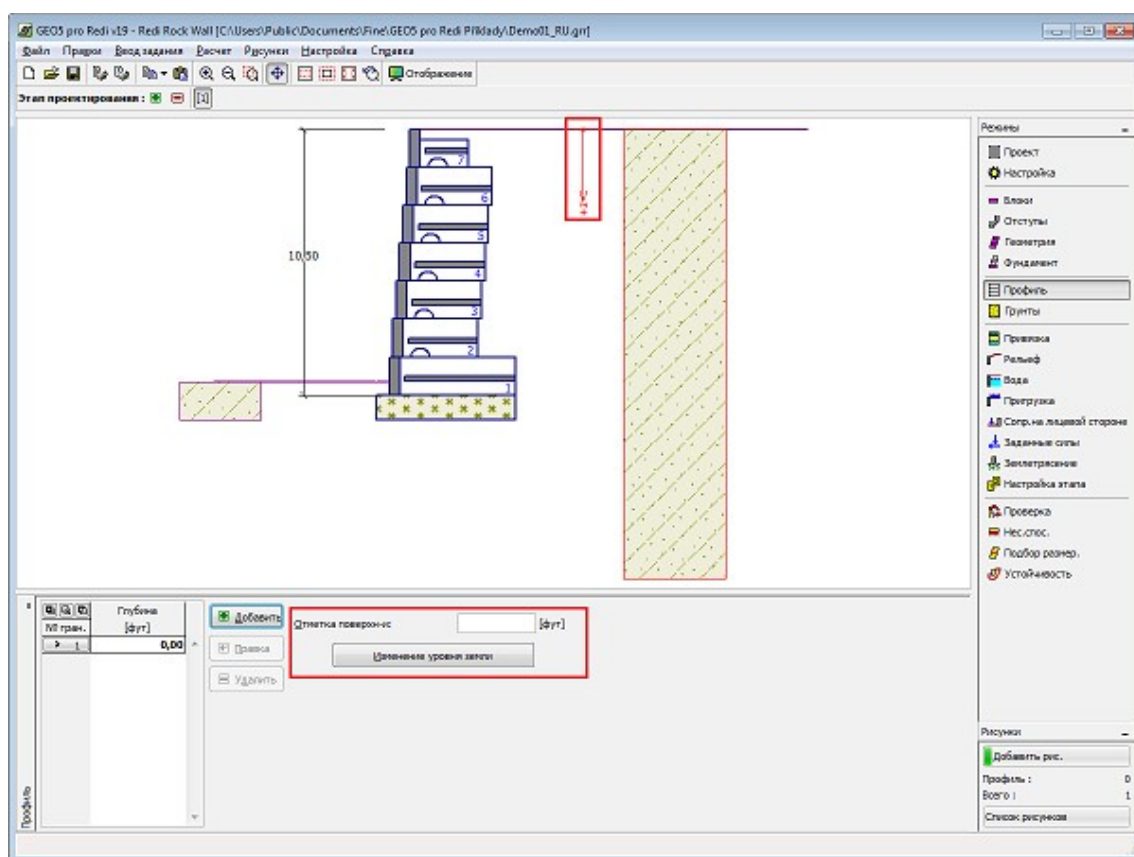 GEO5 pro Redi v19 - Redi Rock Wall [C:\Users\Public\Documents\Fine\GEO5 pro Redi Příklady\Demo01_RU.grr]
Файл Правки Ввод задания Расчет Рисунки Настройка Справка
Отображение
Этап проектирования : [1]
10,50
7
6
5
4
3
2
1
+z
Режимы
Проект
Настройка
Блоки
Отступы
Геометрия
Фундамент
Профиль
Грунты
Привязка
Рельеф
Вода
Пригрузка
Сопр.на лицевой стороне
Заданные силы
Землетрясение
Настройка этапа
Проверка
Нес.спос.
Подбор размер.
Устойчивость
№ гран.
Глубина
[фут]
> 1
0,00
Добавить
Правка
Удалить
Отметка поверхн-ис
[фут]
Изменение уровня земли
Профиль
Рисунки
Добавить рис.
Профиль : 0
Всего : 1
Список рисунков